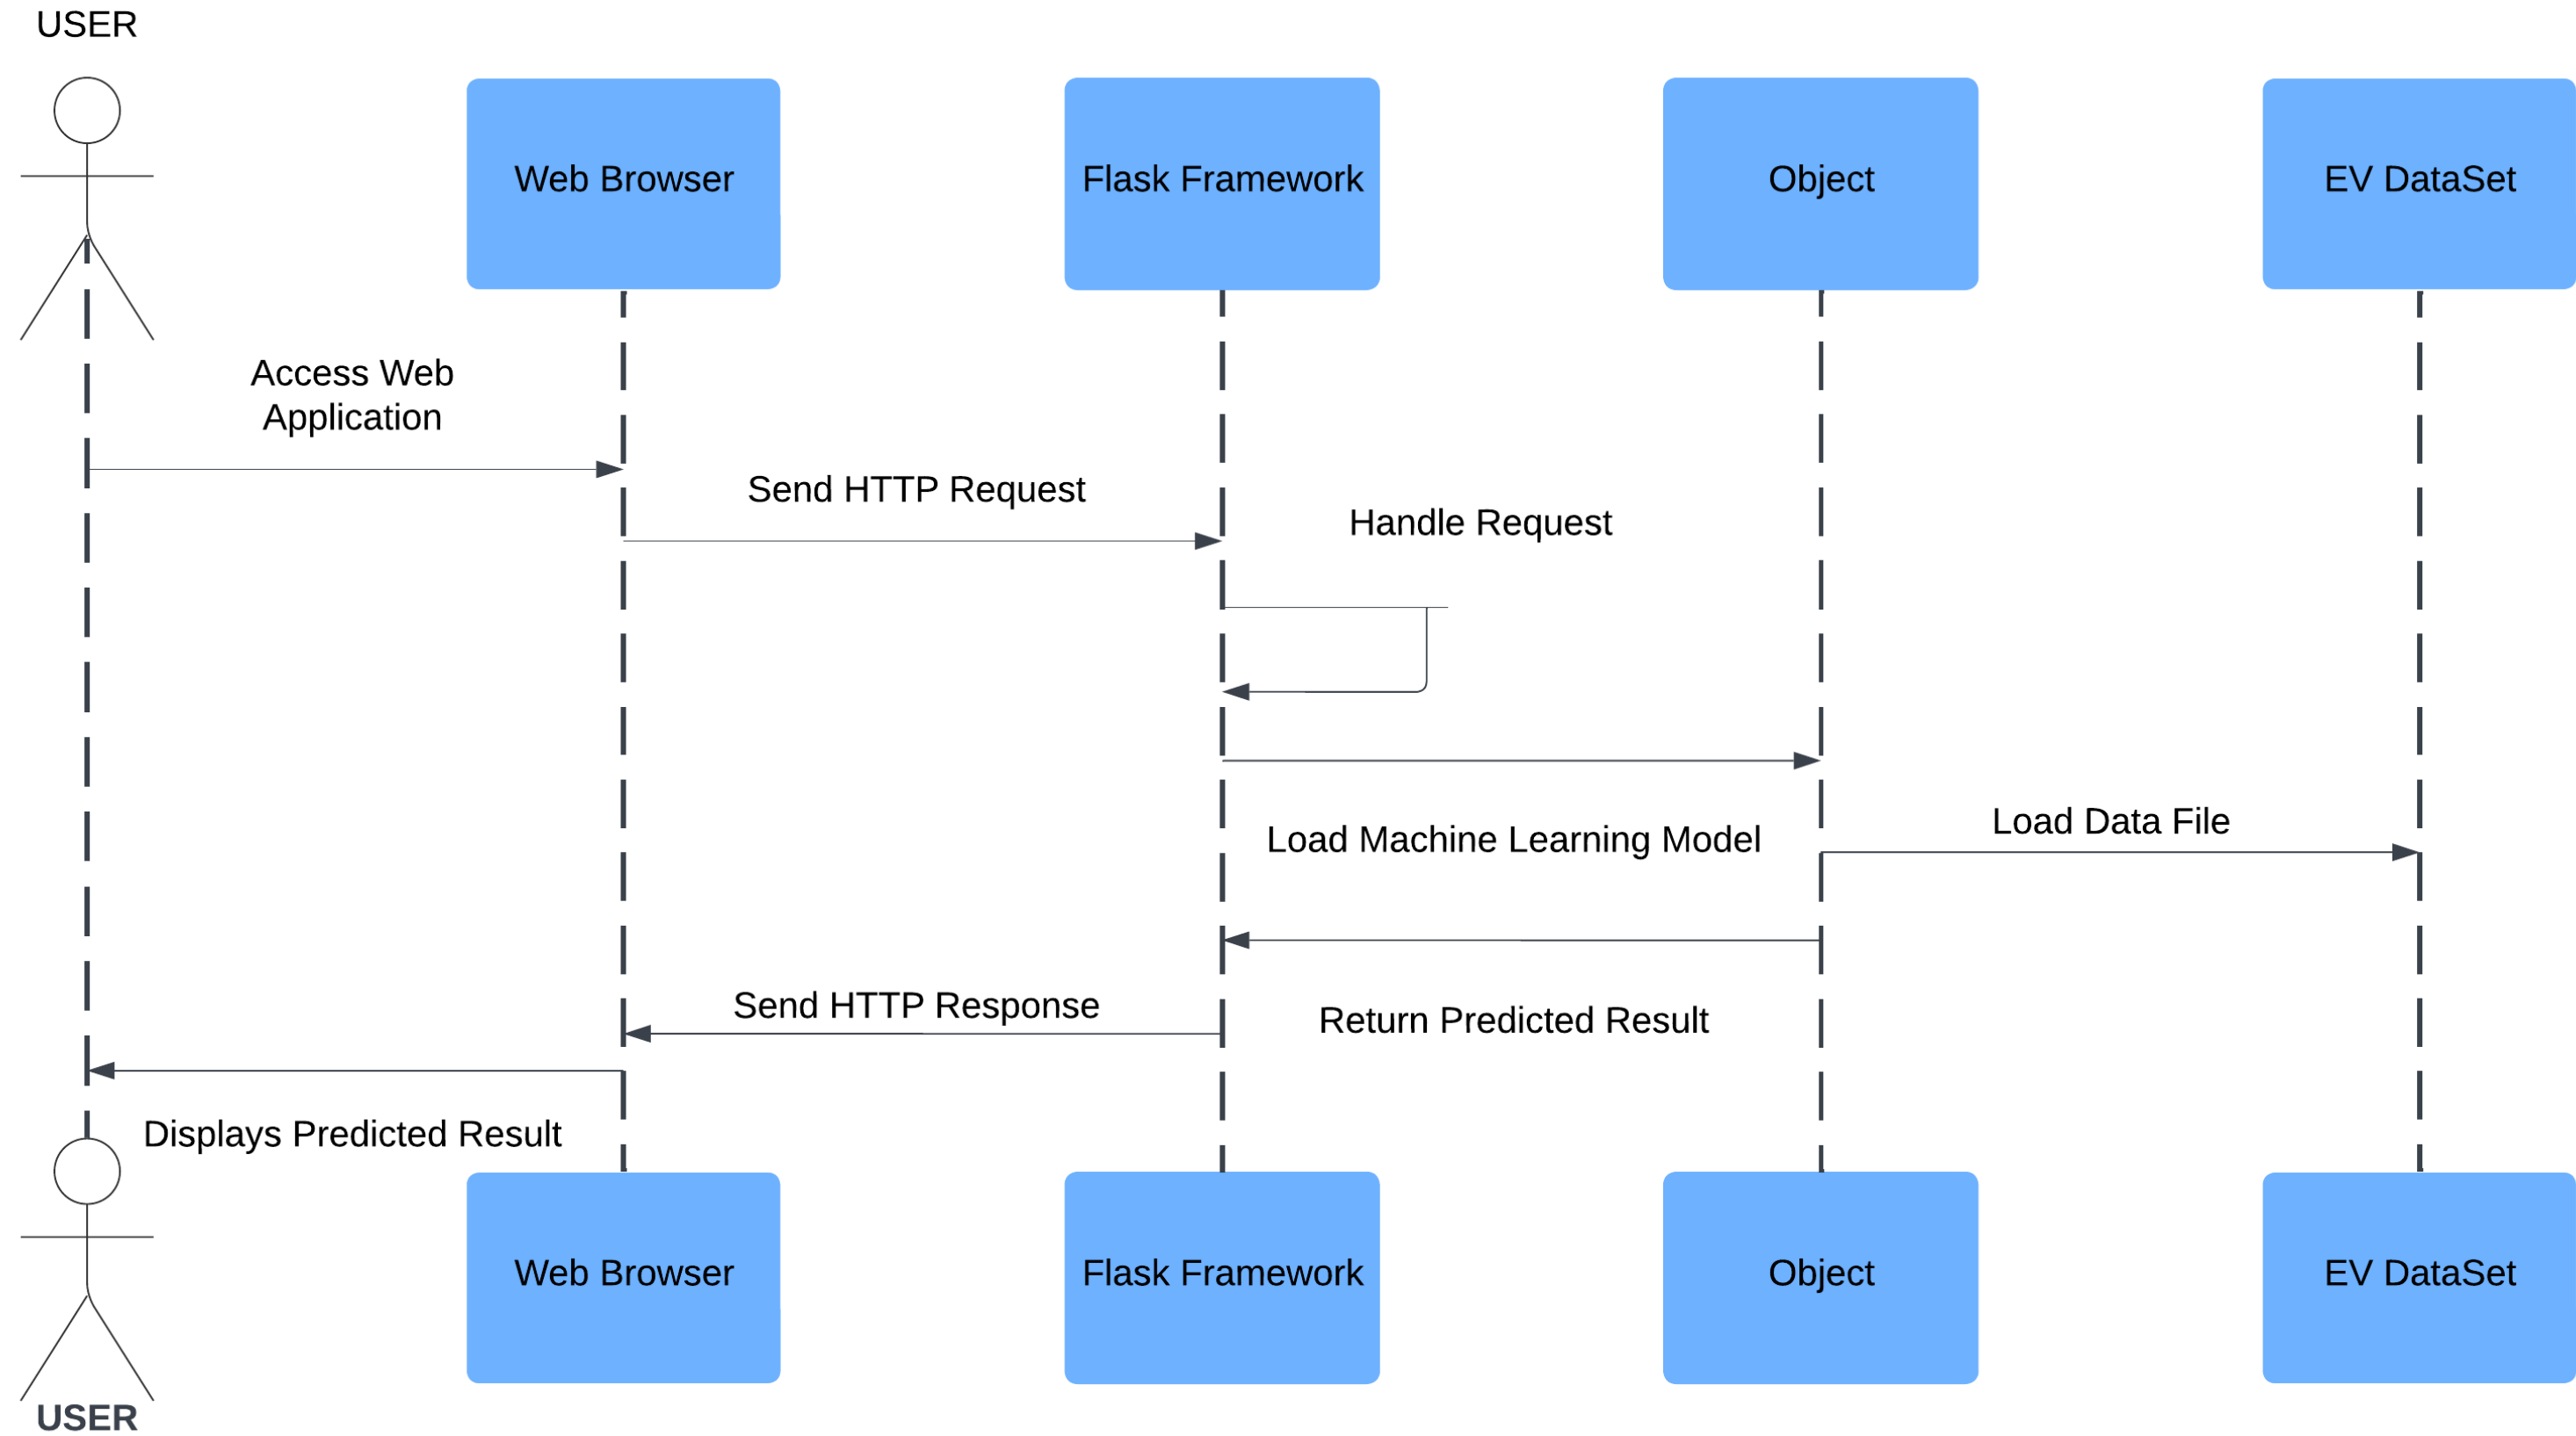 USER
Web Browser
Flask Framework
Object
EV DataSet
Access Web
Application
Send HTTP Request
Handle Request
Load Data File
Load Machine Learning Model
Send HTTP Response
Return Predicted Result
Displays Predicted Result
Web Browser
Flask Framework
Object
EV DataSet
USER